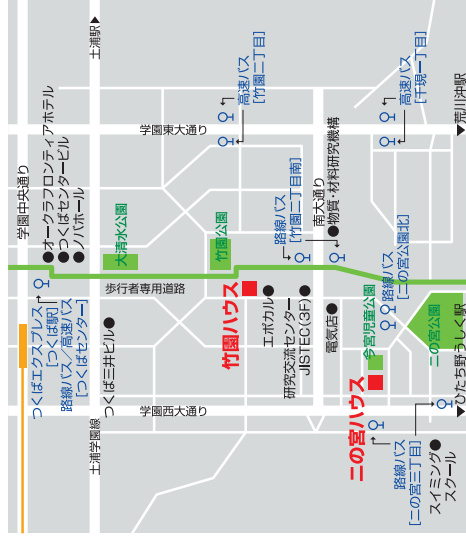 土浦駅▲
学園中央通り
●オークラフロンティアホテル
●つくばセンタービル
●ノバホール
つくばエクスプレス
[つくば駅]
路線バス／高速バス
[つくばセンター]
つくば三井ビル●
土浦学園線
大清水公園
歩行者専用道路
学園東大通り
学園西大通り
高速バス
[竹園二丁目]
竹園公園
竹園ハウス
エポカル●
研究交流センター
JISTEC(3F)●
路線バス
[竹園二丁目南]
南大通り
●物質・材料研究機構
電気店●
高速バス
[千現一丁目]
路線バス
[二の宮公園北]
今宮児童公園
二の宮ハウス
二の宮公園
路線バス
[二の宮三丁目]
スイミング●
スクール
▼荒川沖駅
▼ひたち野うしく駅